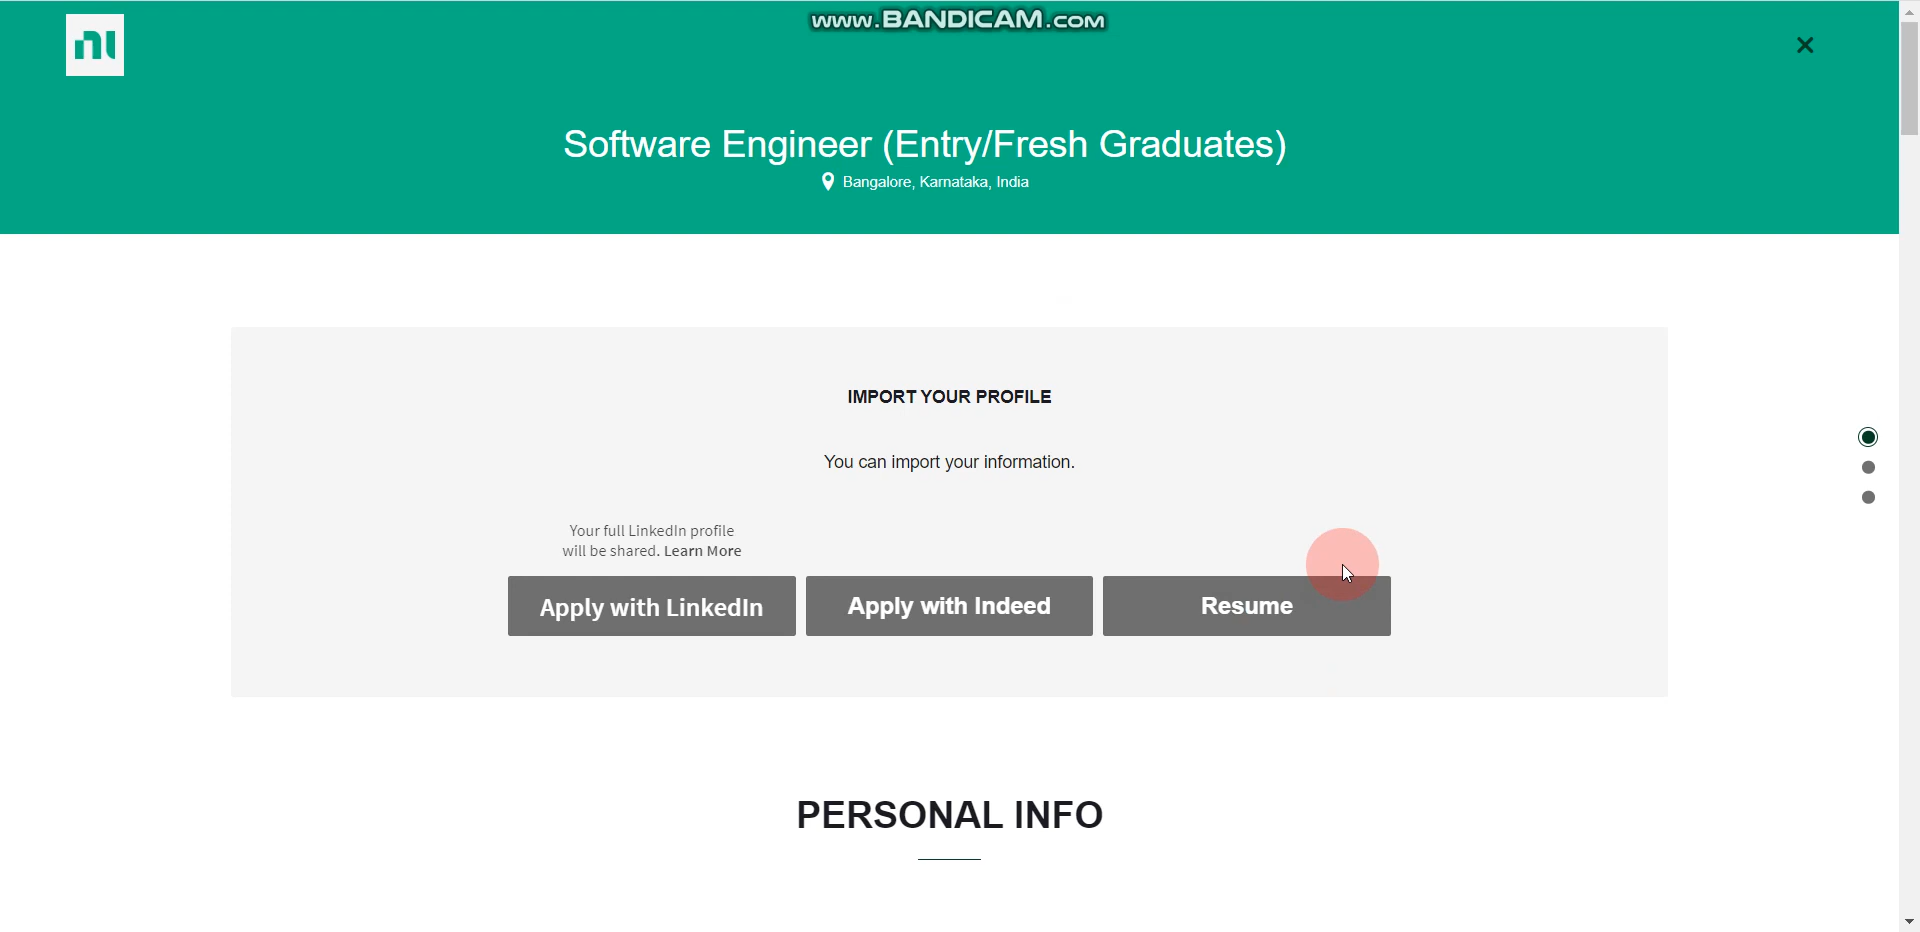 www.BANDICAM.com
nı
Software Engineer (Entry/Fresh Graduates)
Bangalore, Karnataka, India
IMPORT YOUR PROFILE
You can import your information.
Your full LinkedIn profile
will be shared. Learn More
Apply with LinkedIn
Apply with Indeed
Resume
PERSONAL INFO